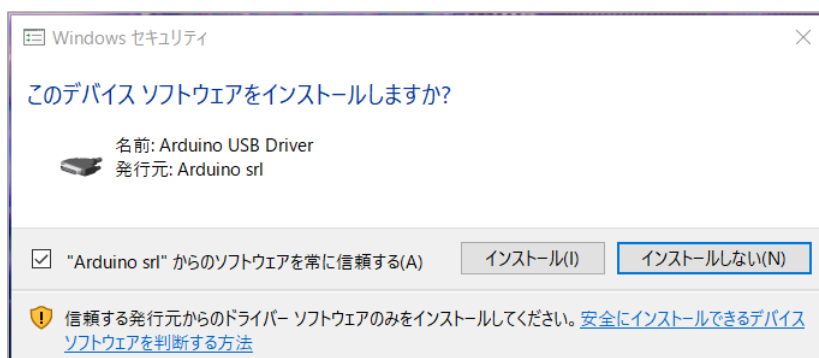 Windows セキュリティ
このデバイス ソフトウェアをインストールしますか?
名前: Arduino USB Driver
発行元: Arduino srl
"Arduino srl" からのソフトウェアを常に信頼する(A)
インストール(I)
インストールしない(N)
信頼する発行元からのドライバー ソフトウェアのみをインストールしてください。安全にインストールできるデバイス
ソフトウェアを判断する方法